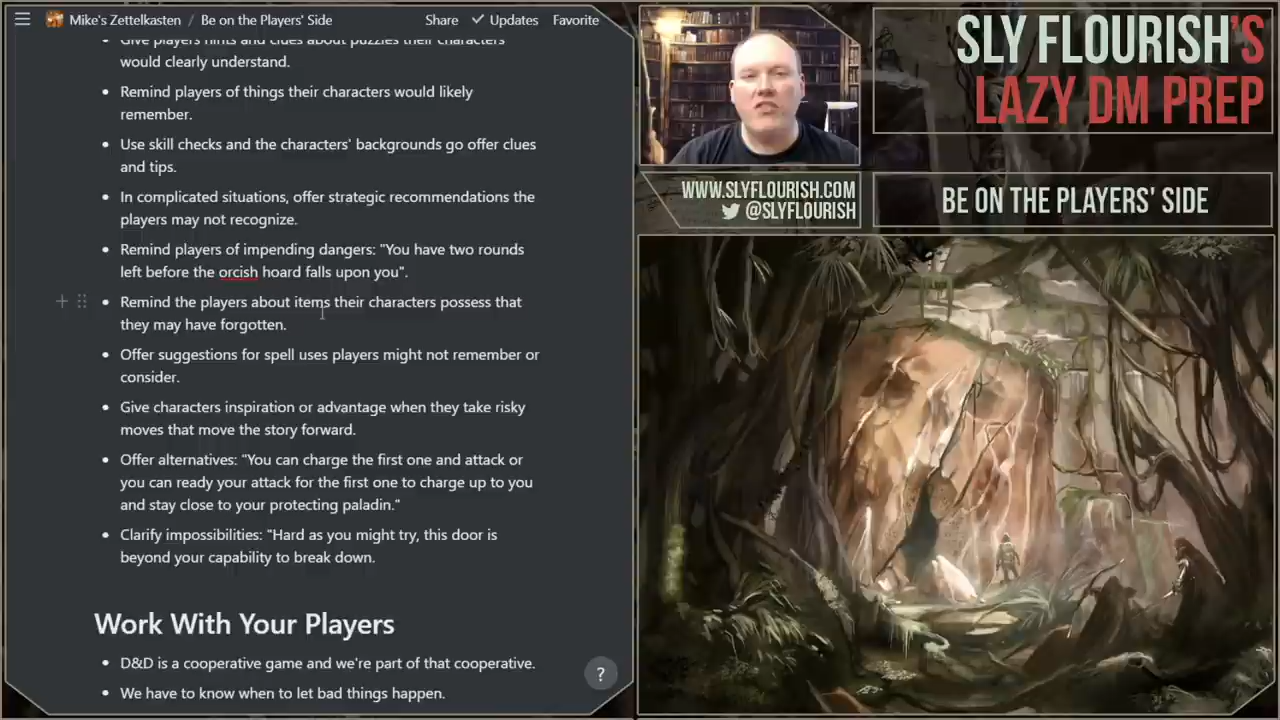 Mike's Zettelkasten / Be on the Players' Side
Share Updates Favorite
Give players hints and clues about puzzles their characters
would clearly understand.
Remind players of things their characters would likely
remember.
Use skill checks and the characters' backgrounds go offer clues
and tips.
In complicated situations, offer strategic recommendations the
players may not recognize.
Remind players of impending dangers: "You have two rounds
left before the orcish hoard falls upon you".
Remind the players about items their characters possess that
they may have forgotten.
Offer suggestions for spell uses players might not remember or
consider.
Give characters inspiration or advantage when they take risky
moves that move the story forward.
Offer alternatives: "You can charge the first one and attack or
you can ready your attack for the first one to charge up to you
and stay close to your protecting paladin."
Clarify impossibilities: "Hard as you might try, this door is
beyond your capability to break down.
Work With Your Players
D&D is a cooperative game and we're part of that cooperative.
We have to know when to let bad things happen.
?
SLY FLOURISH'S
LAZY DM PREP
WWW.SLYFLOURISH.COM
@SLYFLOURISH
BE ON THE PLAYERS' SIDE